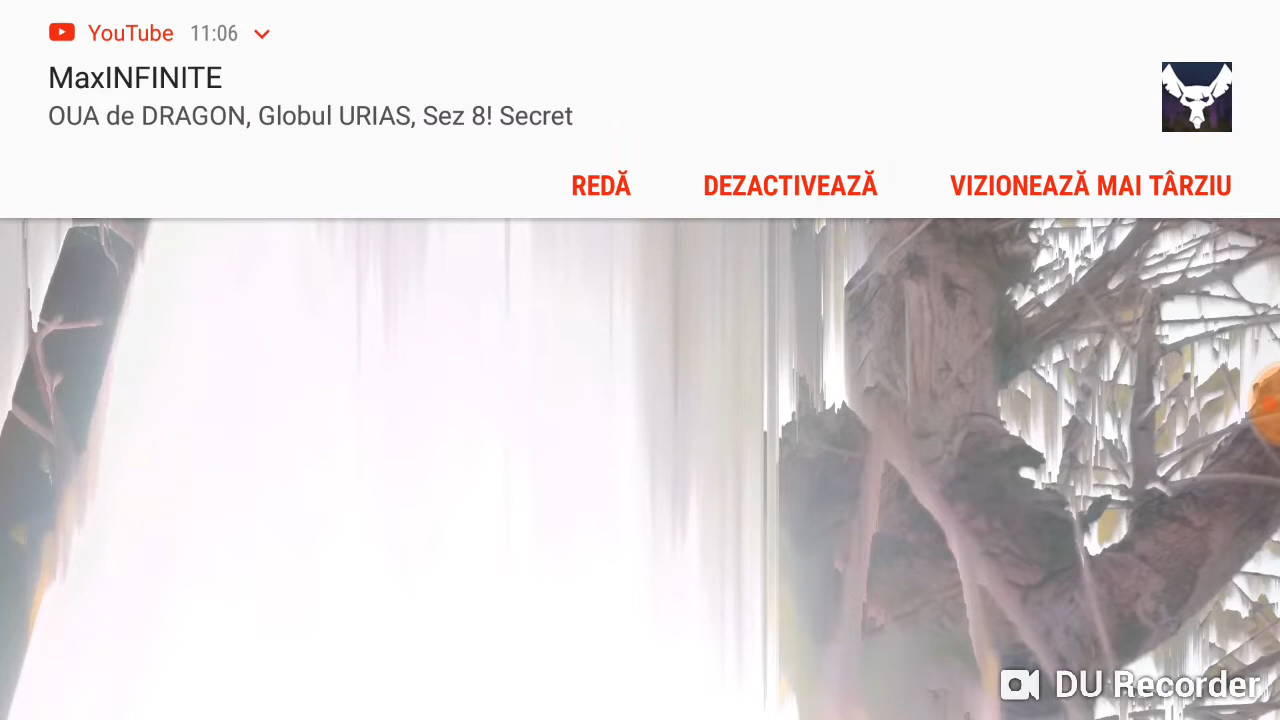 YouTube 11:06
MaxINFINITE
OUA de DRAGON, Globul URIAS, Sez 8! Secret
REDĂ DEZACTIVEAZĂ VIZIONEAZĂ MAI TÂRZIU
DU Recorder